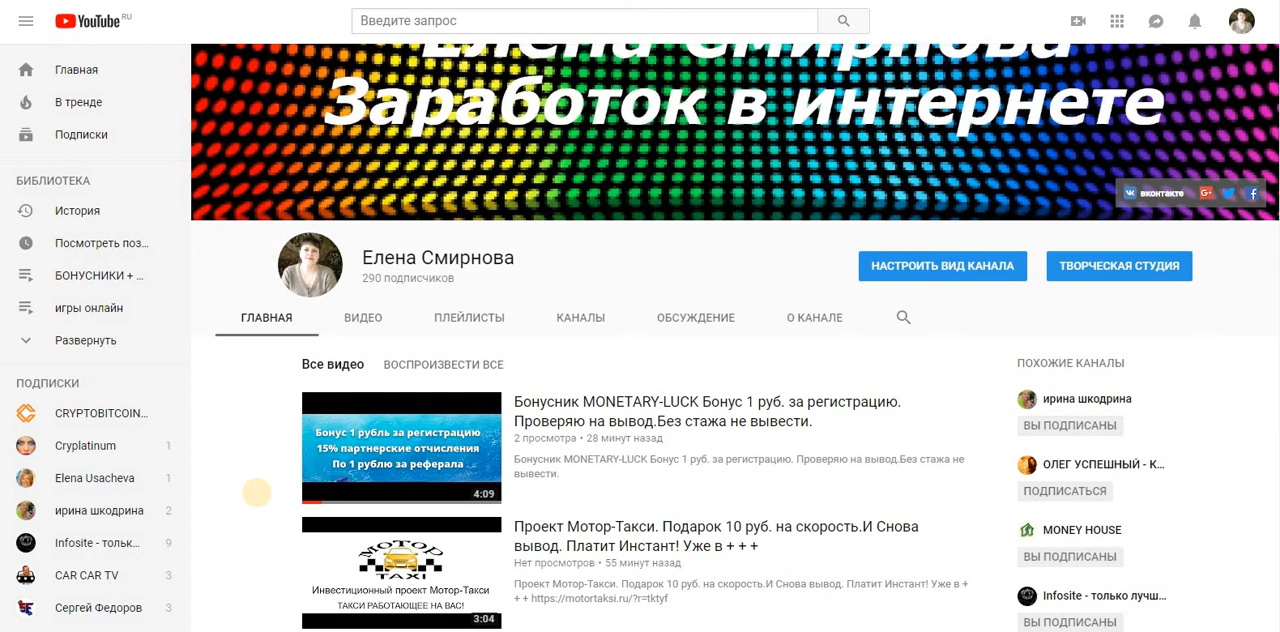 YouTube RU
Введите запрос
Главная
В тренде
Подписки
БИБЛИОТЕКА
История
Посмотреть поз...
БОНУСНИКИ + ...
игры онлайн
Развернуть
ПОДПИСКИ
CRYPTOBITCOIN...
Cryplatinum 1
Elena Usacheva 1
ирина шкодрина 2
Infosite - тольк... 9
CAR CAR TV 3
Сергей Федоров 3
Елена Смирнова
Заработок в интернете
вконтакте G+
Елена Смирнова
290 подписчиков
НАСТРОИТЬ ВИД КАНАЛА
ТВОРЧЕСКАЯ СТУДИЯ
ГЛАВНАЯ ВИДЕО ПЛЕЙЛИСТЫ КАНАЛЫ ОБСУЖДЕНИЕ О КАНАЛЕ
Все видео ВОСПРОИЗВЕСТИ ВСЕ
Бонус 1 рубль за регистрацию
15% партнерские отчисления
По 1 рублю за реферала
4:09
Бонусник MONETARY-LUCK Бонус 1 руб. за регистрацию.
Проверяю на вывод.Без стажа не вывести.
2 просмотра • 28 минут назад
Бонусник MONETARY-LUCK Бонус 1 руб. за регистрацию. Проверяю на вывод.Без стажа не
вывести.
МОТОР
TAXI
Инвестиционный проект Мотор-Такси
ТАКСИ РАБОТАЮЩЕЕ НА ВАС!
3:04
Проект Мотор-Такси. Подарок 10 руб. на скорость.И Снова
вывод. Платит Инстант! Уже в + + +
Нет просмотров • 55 минут назад
Проект Мотор-Такси. Подарок 10 руб. на скорость.И Снова вывод. Платит Инстант! Уже в +
+ + https://motortaksi.ru/?r=tktyf
ПОХОЖИЕ КАНАЛЫ
ирина шкодрина
ВЫ ПОДПИСАНЫ
ОЛЕГ УСПЕШНЫЙ - К...
ПОДПИСАТЬСЯ
MONEY HOUSE
ВЫ ПОДПИСАНЫ
Infosite - только лучш...
ВЫ ПОДПИСАНЫ